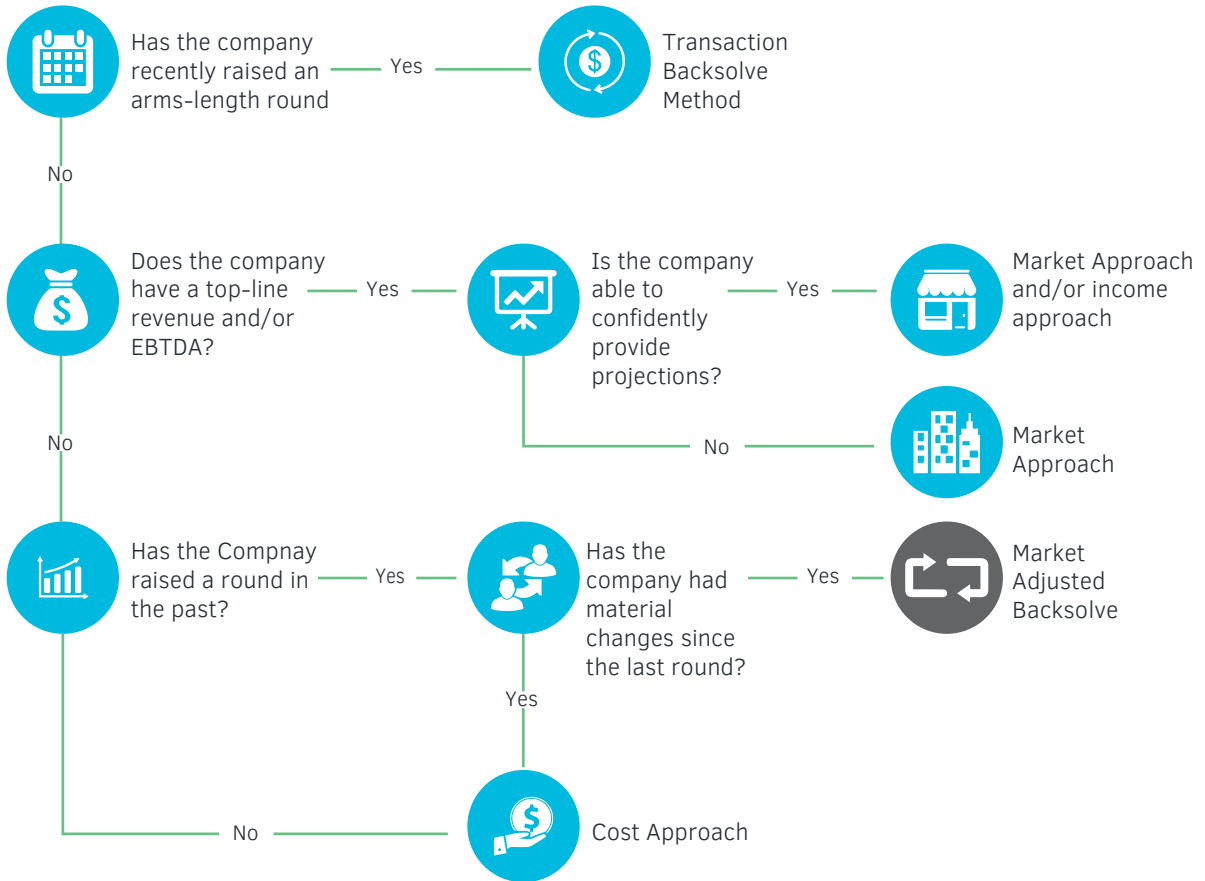 Has the company
recently raised an
arms-length round
Yes
Transaction
Backsolve
Method
No
Does the company
have a top-line
revenue and/or
EBTDA?
Yes
Is the company
able to
confidently
provide
projections?
Yes
Market Approach
and/or income
approach
No
Market
Approach
No
Has the Compnay
raised a round in
the past?
Yes
Has the
company had
material
changes since
the last round?
Yes
Market
Adjusted
Backsolve
Yes
No
Cost Approach